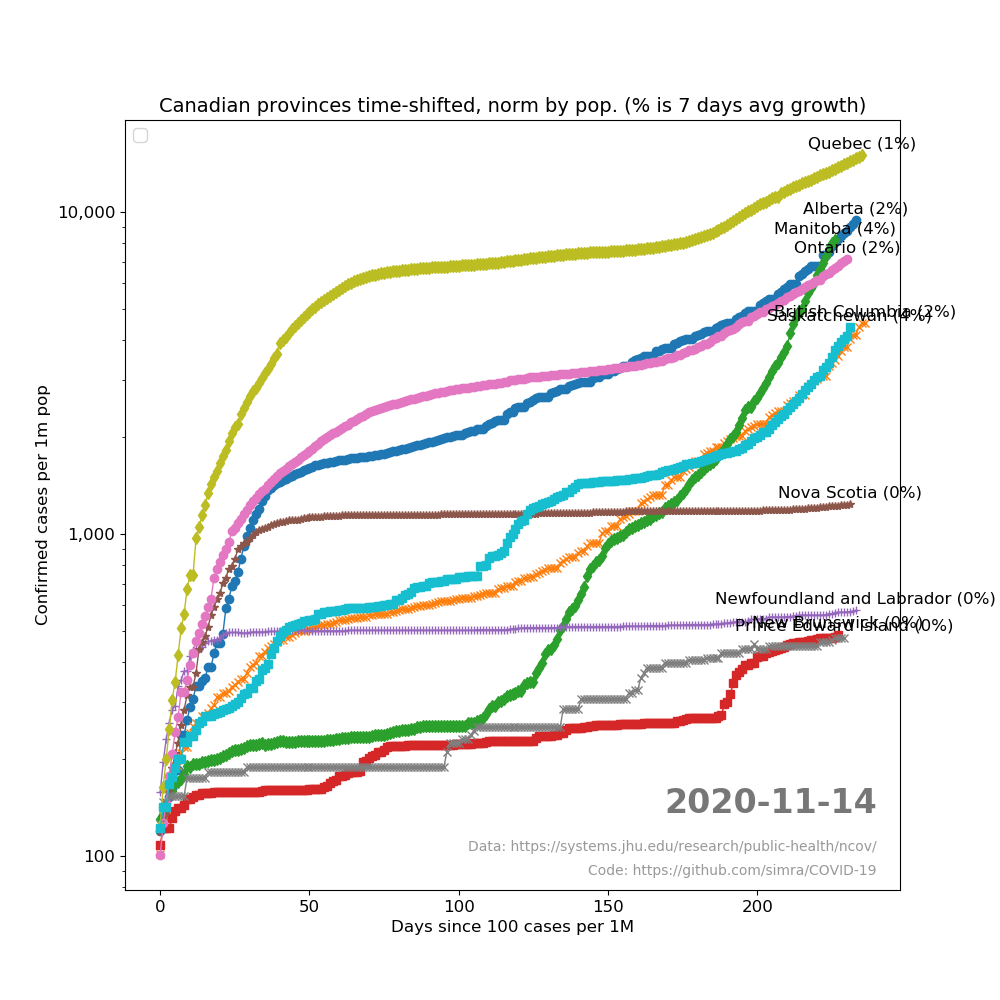 Canadian provinces time-shifted, norm by pop. (% is 7 days avg growth)
Quebec (1%)
Alberta (2%)
Manitoba (4%)
Ontario (2%)
British Columbia (2%)
Saskatchewan (4%)
Nova Scotia (0%)
Newfoundland and Labrador (0%)
New Brunswick (0%)
Prince Edward Island (0%)
10,000
1,000
100
Confirmed cases per 1m pop
2020-11-14
Data: https://systems.jhu.edu/research/public-health/ncov/
Code: https://github.com/simra/COVID-19
0 50 100 150 200
Days since 100 cases per 1M